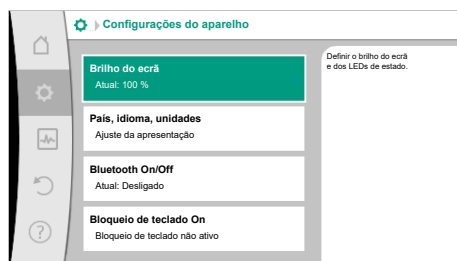 Configurações do aparelho
Brilho do ecrã
Atual: 100 %
País, idioma, unidades
Ajuste da apresentação
Bluetooth On/Off
Atual: Desligado
Bloqueio de teclado On
Bloqueio de teclado não ativo
Definir o brilho do ecrã
e dos LEDs de estado.